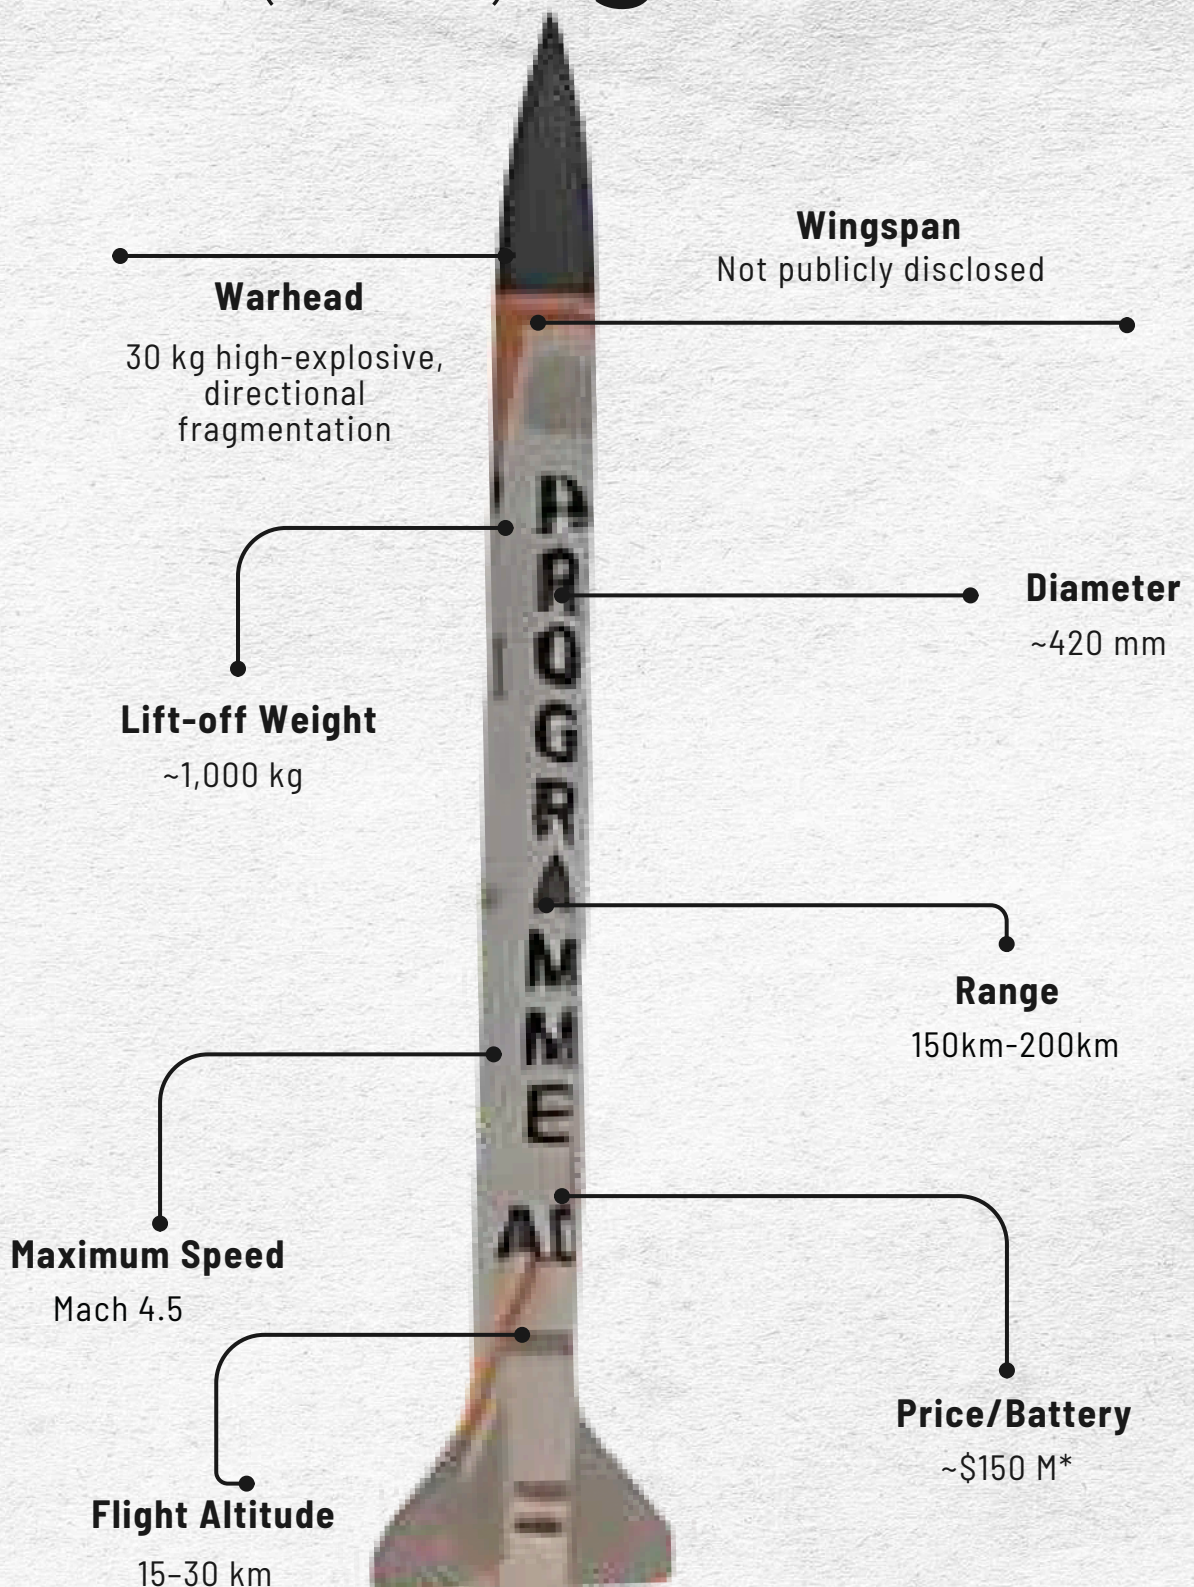 Wingspan
Not publicly disclosed
Warhead
30 kg high-explosive,
directional
fragmentation
Diameter
~420 mm
Lift-off Weight
~1,000 kg
Range
150km-200km
Maximum Speed
Mach 4.5
Price/Battery
~$150 M*
Flight Altitude
15-30 km
P
R
O
G
R
A
M
M
E
AD